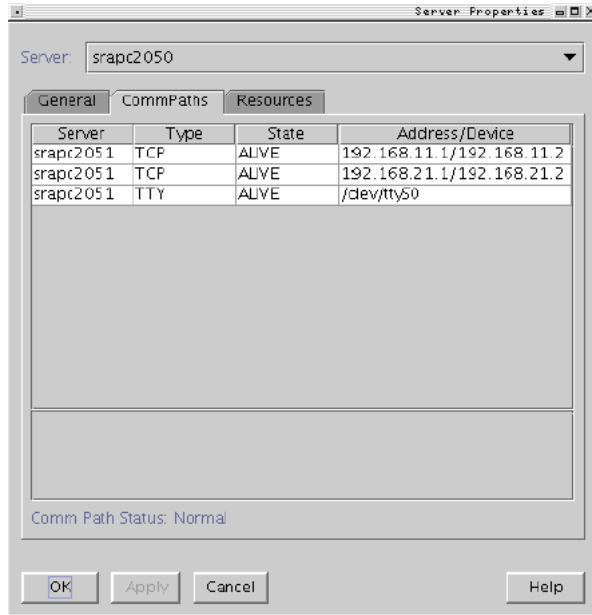 Server Properties
Server: srapc2050
General CommPaths Resources
Server Type State Address/Device
srapc2051 TCP ALIVE 192.168.11.1/192.168.11.2
srapc2051 TCP ALIVE 192.168.21.1/192.168.21.2
srapc2051 TTY ALIVE /dev/ttyS0
Comm Path Status: Normal
OK Apply Cancel Help